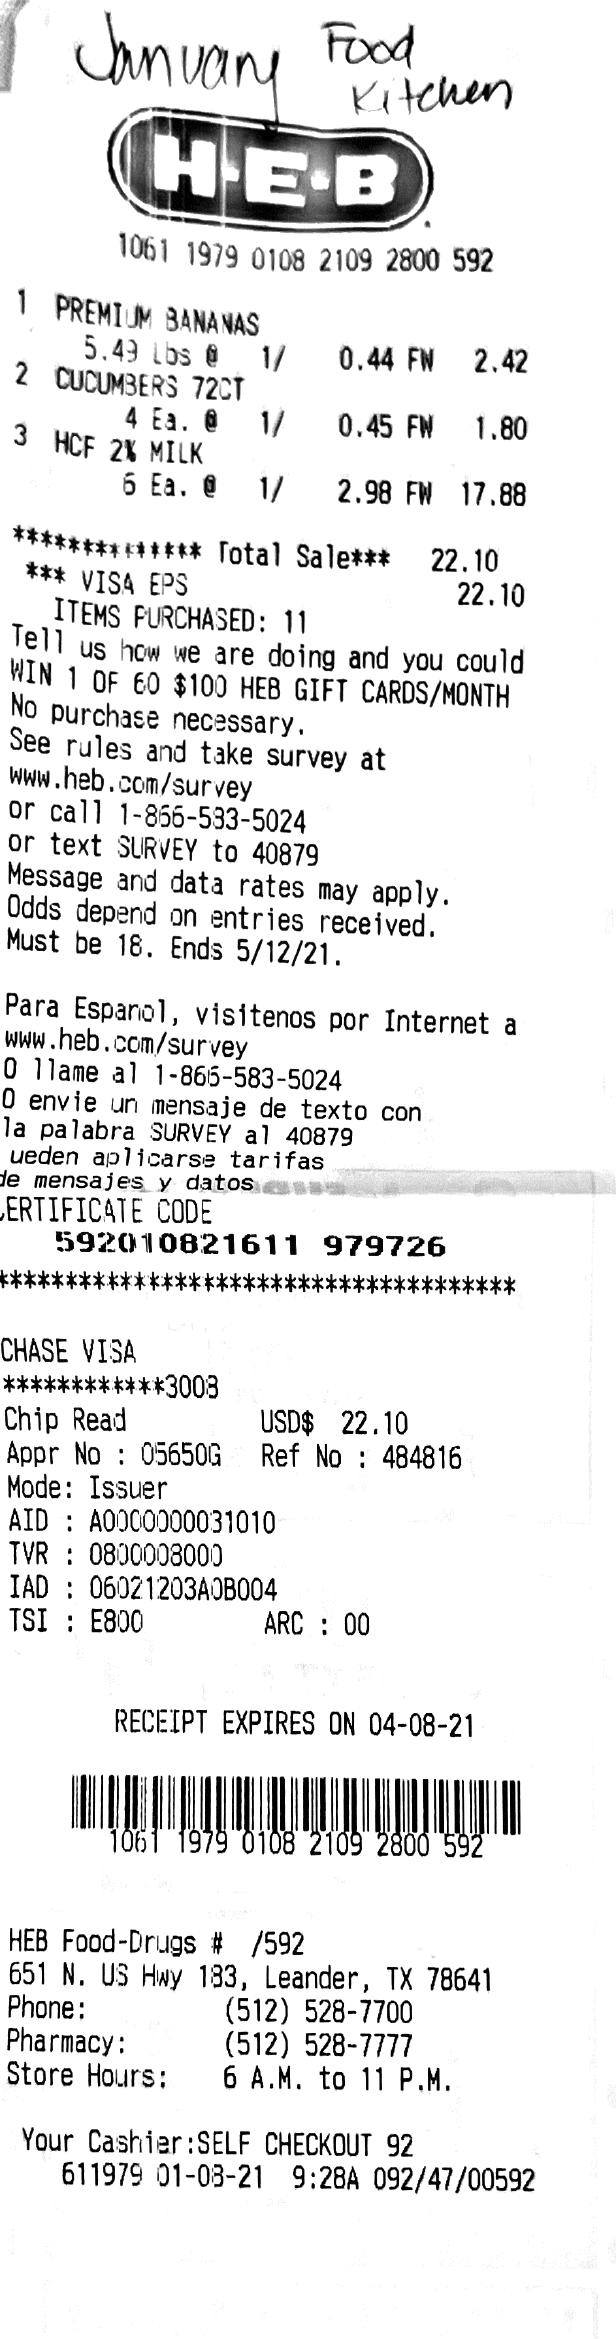 January Food
Kitchen
H-E-B
1061 1979 0108 2109 2800 592
1 PREMIUM BANANAS
5.49 Lbs @ 1/ 0.44 FW 2.42
2 CUCUMBERS 72CT
4 Ea. @ 1/ 0.45 FW 1.80
3 HCF 2% MILK
6 Ea. @ 1/ 2.98 FW 17.88
************** Total Sale*** 22.10
*** VISA EPS 22.10
ITEMS PURCHASED: 11
Tell us how we are doing and you could
WIN 1 OF 60 $100 HEB GIFT CARDS/MONTH
No purchase necessary.
See rules and take survey at
www.heb.com/survey
or call 1-866-583-5024
or text SURVEY to 40879
Message and data rates may apply.
Odds depend on entries received.
Must be 18. Ends 5/12/21.
Para Espanol, visitenos por Internet a
www.heb.com/survey
O llame al 1-866-583-5024
O envie un mensaje de texto con
la palabra SURVEY al 40879
ueden aplicarse tarifas
de mensajes y datos
ERTIFICATE CODE
592010821611 979726
***************************************
CHASE VISA
************3008
Chip Read USD$ 22.10
Appr No : 05650G Ref No : 484816
Mode: Issuer
AID : A0000000031010
TVR : 0800008000
IAD : 06021203A0B004
TSI : E800 ARC : 00
RECEIPT EXPIRES ON 04-08-21
1061 1979 0108 2109 2800 592
HEB Food-Drugs # /592
651 N. US Hwy 183, Leander, TX 78641
Phone: (512) 528-7700
Pharmacy: (512) 528-7777
Store Hours: 6 A.M. to 11 P.M.
Your Cashier:SELF CHECKOUT 92
611979 01-08-21 9:28A 092/47/00592